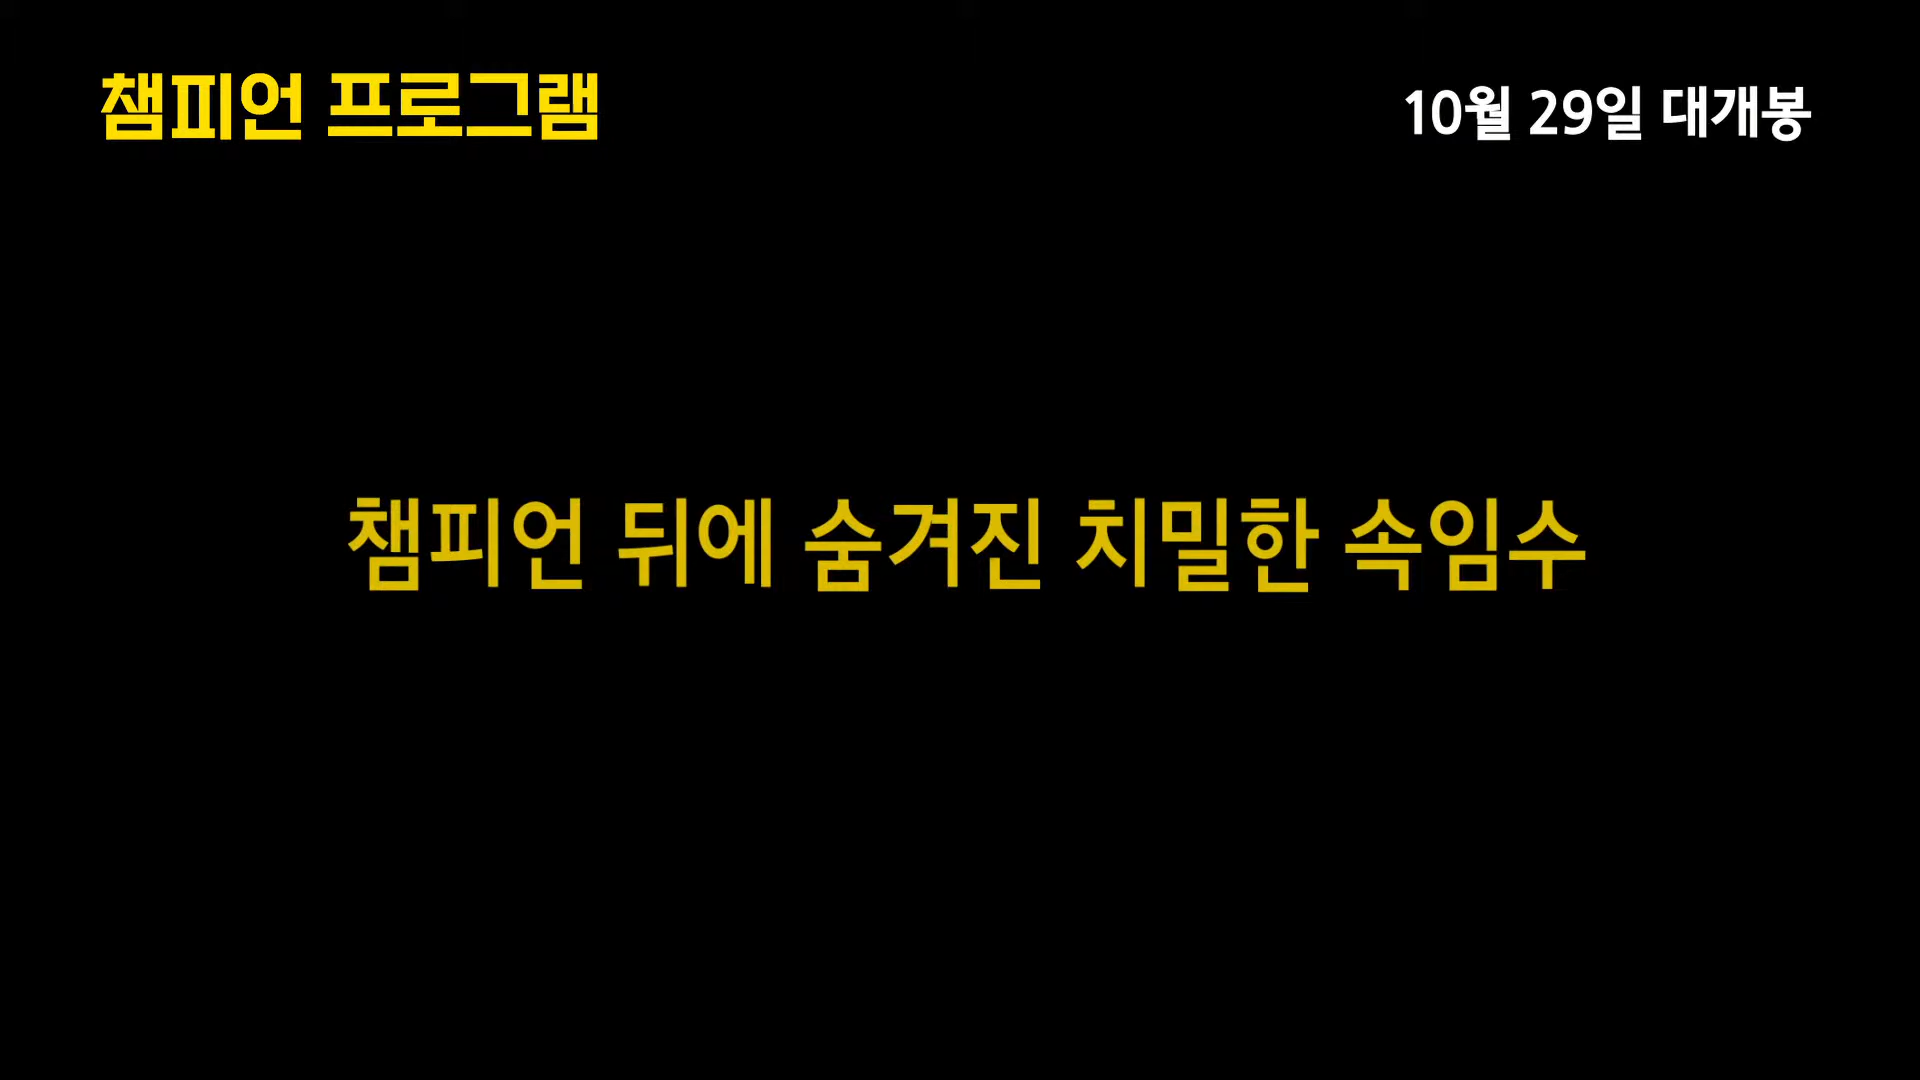 챔피언 프로그램
10월 29일 대개봉
챔피언 뒤에 숨겨진 치밀한 속임수